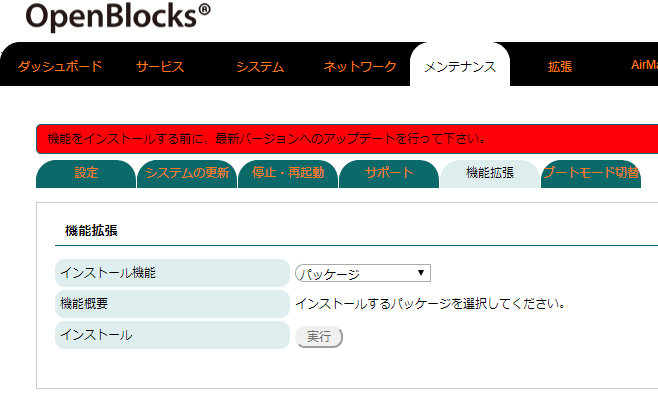 OpenBlocks®
ダッシュボード サービス システム ネットワーク メンテナンス 拡張 AirMa
機能をインストールする前に、最新バージョンへのアップデートを行って下さい。
設定 システムの更新 停止・再起動 サポート 機能拡張 ブートモード切替
機能拡張
インストール機能 パッケージ
機能概要 インストールするパッケージを選択してください。
インストール 実行